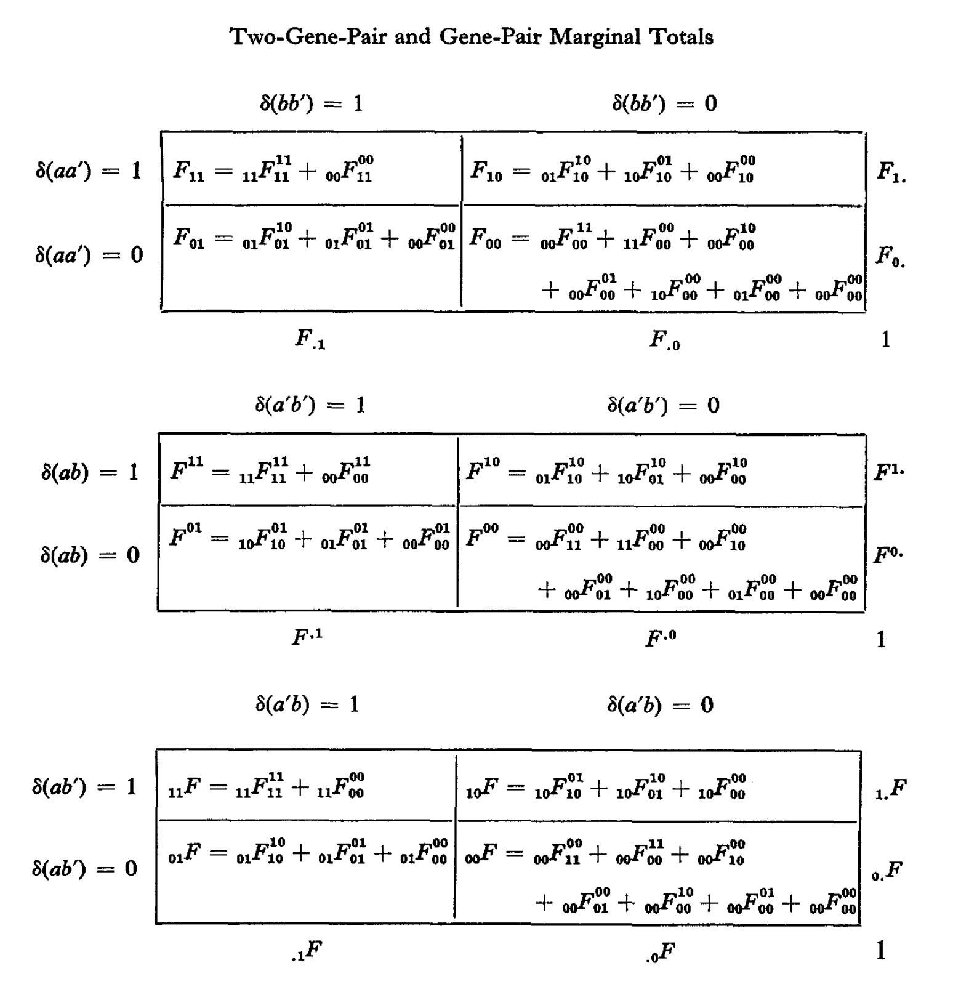 Two-Gene-Pair and Gene-Pair Marginal Totals
δ(bb′) = 1 δ(bb′) = 0
δ(aa′) = 1 F₁₁ = ₁₁F₁₁¹¹ + ₀₀F₁₁⁰⁰ F₁₀ = ₀₁F₁₀¹⁰ + ₁₀F₁₀⁰¹ + ₀₀F₁₀⁰⁰ F₁.
δ(aa′) = 0 F₀₁ = ₀₁F₀₁¹⁰ + ₀₁F₀₁⁰¹ + ₀₀F₀₁⁰⁰ F₀₀ = ₀₀F₀₀¹¹ + ₁₁F₀₀⁰⁰ + ₀₀F₀₀¹⁰ F₀.
+ ₀₀F₀₀⁰¹ + ₁₀F₀₀⁰⁰ + ₀₁F₀₀⁰⁰ + ₀₀F₀₀⁰⁰
F.₁ F.₀ 1
δ(a′b′) = 1 δ(a′b′) = 0
δ(ab) = 1 F¹¹ = ₁₁F₁₁¹¹ + ₀₀F₀₀¹¹ F¹⁰ = ₀₁F₁₀¹⁰ + ₁₀F₀₁¹⁰ + ₀₀F₀₀¹⁰ F¹·
δ(ab) = 0 F⁰¹ = ₁₀F₁₀⁰¹ + ₀₁F₀₁⁰¹ + ₀₀F₀₀⁰¹ F⁰⁰ = ₀₀F₁₁⁰⁰ + ₁₁F₀₀⁰⁰ + ₀₀F₁₀⁰⁰ F⁰·
+ ₀₀F₀₁⁰⁰ + ₁₀F₀₀⁰⁰ + ₀₁F₀₀⁰⁰ + ₀₀F₀₀⁰⁰
F·¹ F·⁰ 1
δ(a′b) = 1 δ(a′b) = 0
δ(ab′) = 1 ₁₁F = ₁₁F₁₁¹¹ + ₁₁F₀₀⁰⁰ ₁₀F = ₁₀F₁₀⁰¹ + ₁₀F₀₁¹⁰ + ₁₀F₀₀⁰⁰ ₁.F
δ(ab′) = 0 ₀₁F = ₀₁F₁₀¹⁰ + ₀₁F₀₁⁰¹ + ₀₁F₀₀⁰⁰ ₀₀F = ₀₀F₁₁⁰⁰ + ₀₀F₀₀¹¹ + ₀₀F₁₀⁰⁰ ₀.F
+ ₀₀F₀₁⁰⁰ + ₀₀F₀₀¹⁰ + ₀₀F₀₀⁰¹ + ₀₀F₀₀⁰⁰
.₁F .₀F 1